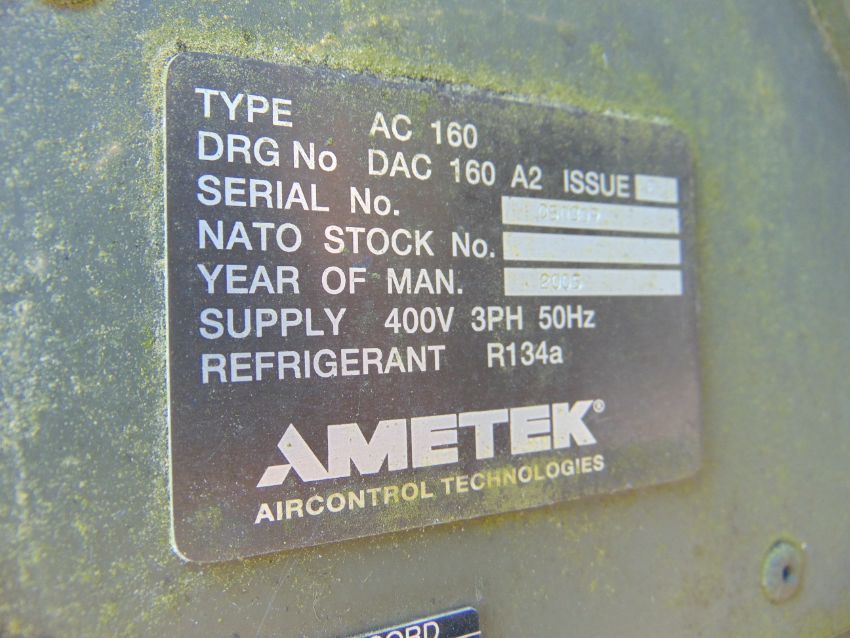 TYPE AC 160
DRG No DAC 160 A2 ISSUE
SERIAL No.
NATO STOCK No.
YEAR OF MAN. 2005
SUPPLY 400V 3PH 50Hz
REFRIGERANT R134a
AMETEK®
AIRCONTROL TECHNOLOGIES